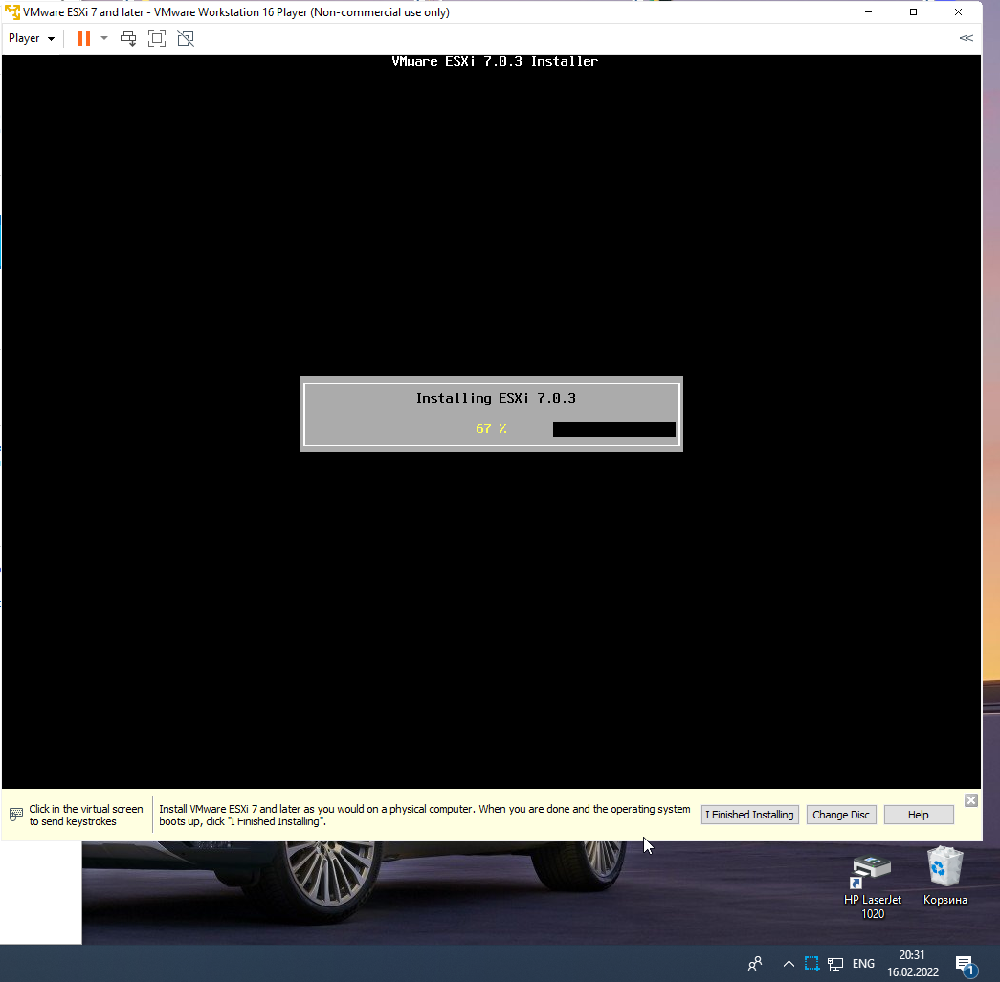 VMware ESXi 7 and later - VMware Workstation 16 Player (Non-commercial use only)
Player
VMware ESXi 7.0.3 Installer
Installing ESXi 7.0.3
67 %
Click in the virtual screen
to send keystrokes
Install VMware ESXi 7 and later as you would on a physical computer. When you are done and the operating system
boots up, click "I Finished Installing".
I Finished Installing
Change Disc
Help
HP LaserJet
1020
Корзина
ENG
20:31
16.02.2022
1